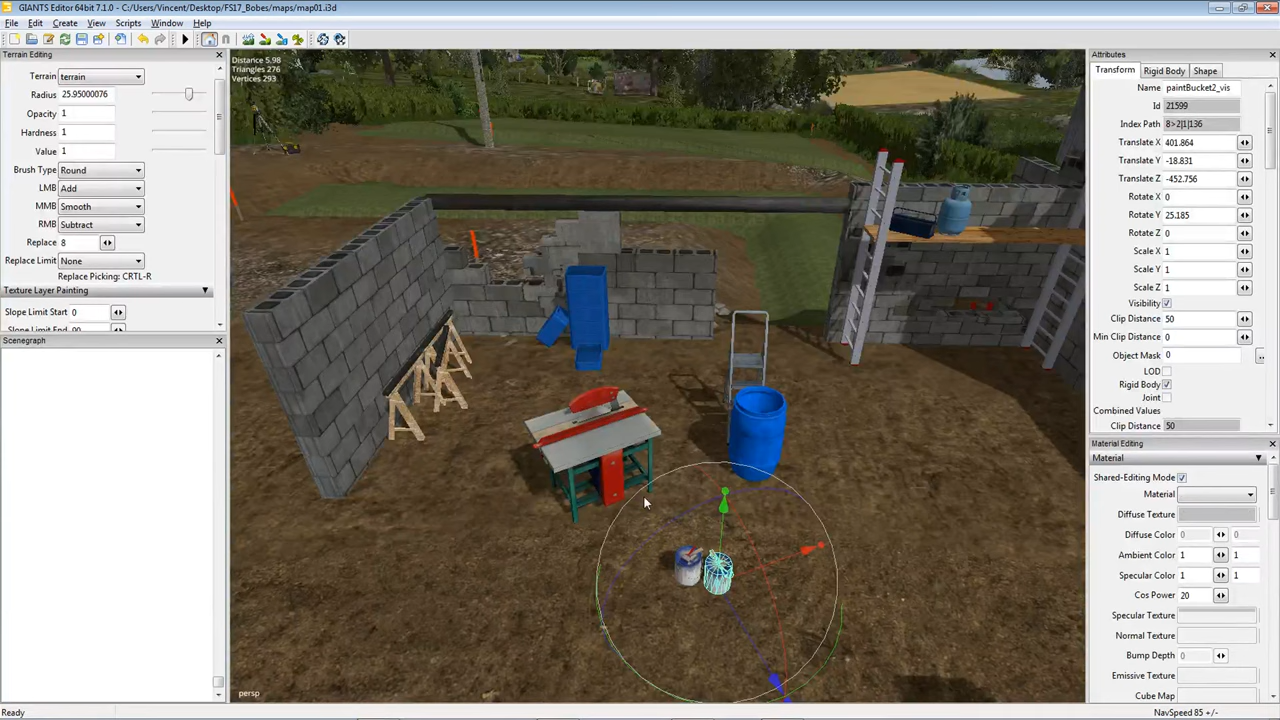 GIANTS Editor 64bit 7.1.0 - C:/Users/Vincent/Desktop/FS17_Bobes/maps/map01.i3d
File Edit Create View Scripts Window Help
Terrain Editing
Terrain terrain
Radius 25.95000076
Opacity 1
Hardness 1
Value 1
Brush Type Round
LMB Add
MMB Smooth
RMB Subtract
Replace 8
Replace Limit None
Replace Picking: CRTL-R
Texture Layer Painting
Slope Limit Start 0
Slope Limit End 90
Scenegraph
Distance 5.98
Triangles 276
Vertices 293
persp
Attributes
Transform Rigid Body Shape
Name paintBucket2_vis
Id 21599
Index Path 8>2|1|136
Translate X 401.864
Translate Y -18.831
Translate Z -452.756
Rotate X 0
Rotate Y 25.185
Rotate Z 0
Scale X 1
Scale Y 1
Scale Z 1
Visibility
Clip Distance 50
Min Clip Distance 0
Object Mask 0
LOD
Rigid Body
Joint
Combined Values
Clip Distance 50
Material Editing
Material
Shared-Editing Mode
Material
Diffuse Texture
Diffuse Color 0 0
Ambient Color 1 1
Specular Color 1 1
Cos Power 20
Specular Texture
Normal Texture
Bump Depth 0
Emissive Texture
Cube Map
Ready
NavSpeed 85 +/-